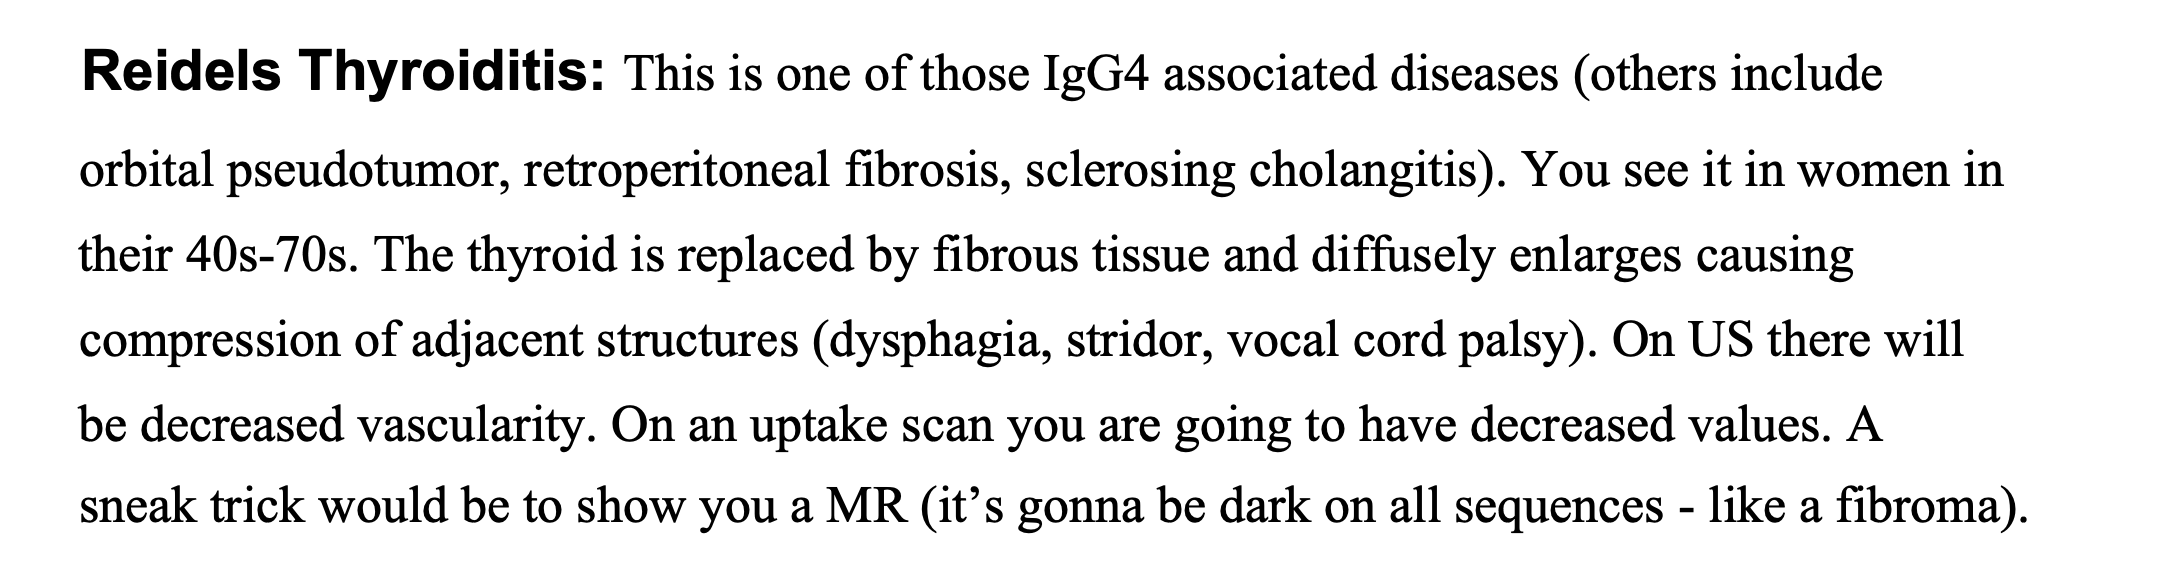 Reidels Thyroiditis: This is one of those IgG4 associated diseases (others include
orbital pseudotumor, retroperitoneal fibrosis, sclerosing cholangitis). You see it in women in
their 40s-70s. The thyroid is replaced by fibrous tissue and diffusely enlarges causing
compression of adjacent structures (dysphagia, stridor, vocal cord palsy). On US there will
be decreased vascularity. On an uptake scan you are going to have decreased values. A
sneak trick would be to show you a MR (it’s gonna be dark on all sequences - like a fibroma).